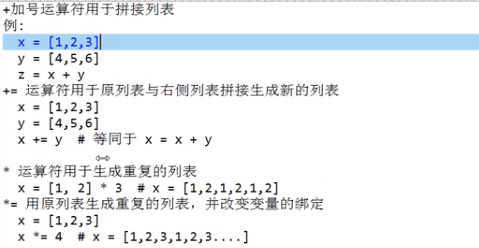 +加号运算符用于拼接列表
例:
x = [1,2,3]
y = [4,5,6]
z = x + y
+= 运算符用于原列表与右侧列表拼接生成新的列表
x = [1,2,3]
y = [4,5,6]
x += y  # 等同于 x = x + y
* 运算符用于生成重复的列表
x = [1, 2] * 3  # x = [1,2,1,2,1,2]
*= 用原列表生成重复的列表，并改变变量的绑定
x = [1,2,3]
x *= 4  # x = [1,2,3,1,2,3....]